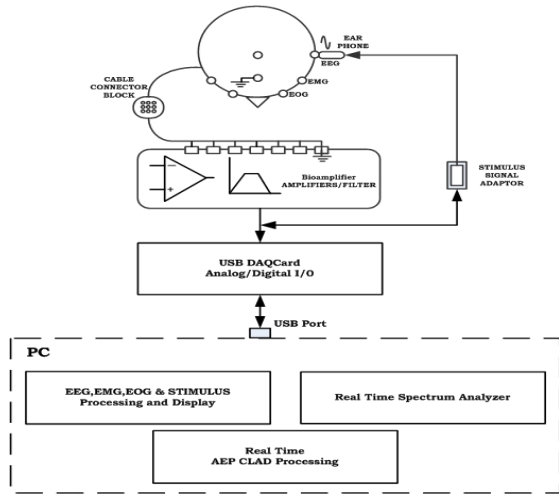 EAR
PHONE
EEG
EMG
EOG
CABLE
CONNECTOR
BLOCK
Bioamplifier
AMPLIFIERS/FILTER
STIMULUS
SIGNAL
ADAPTOR
USB DAQCard
Analog/Digital I/O
USB Port
PC
EEG,EMG,EOG & STIMULUS
Processing and Display
Real Time Spectrum Analyzer
Real Time
AEP CLAD Processing